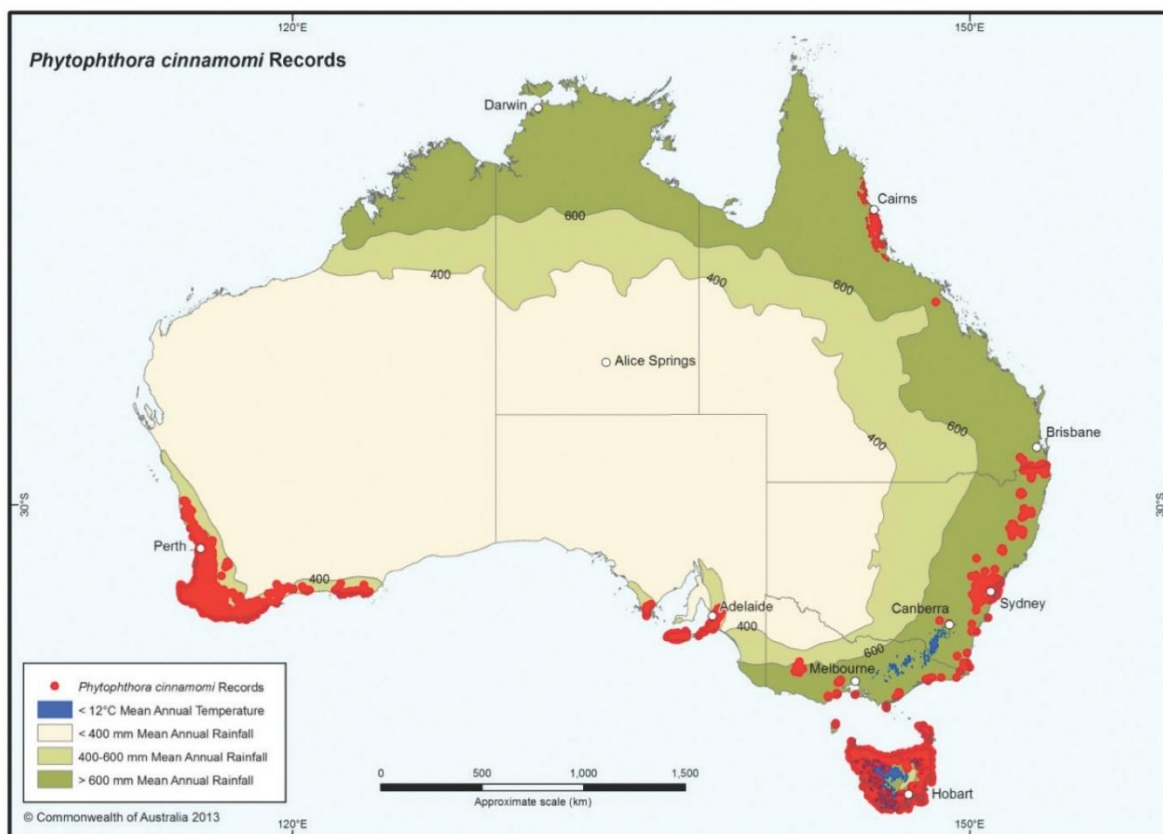 120°E
150°E
Phytophthora cinnamomi Records
Darwin
Cairns
600
400
400
600
Alice Springs
Brisbane
400
600
30°S
30°S
Perth
400
Adelaide
Canberra
Sydney
400
600
Melbourne
Hobart
Phytophthora cinnamomi Records
< 12°C Mean Annual Temperature
< 400 mm Mean Annual Rainfall
400-600 mm Mean Annual Rainfall
> 600 mm Mean Annual Rainfall
0 500 1,000 1,500
Approximate scale (km)
© Commonwealth of Australia 2013
120°E
150°E